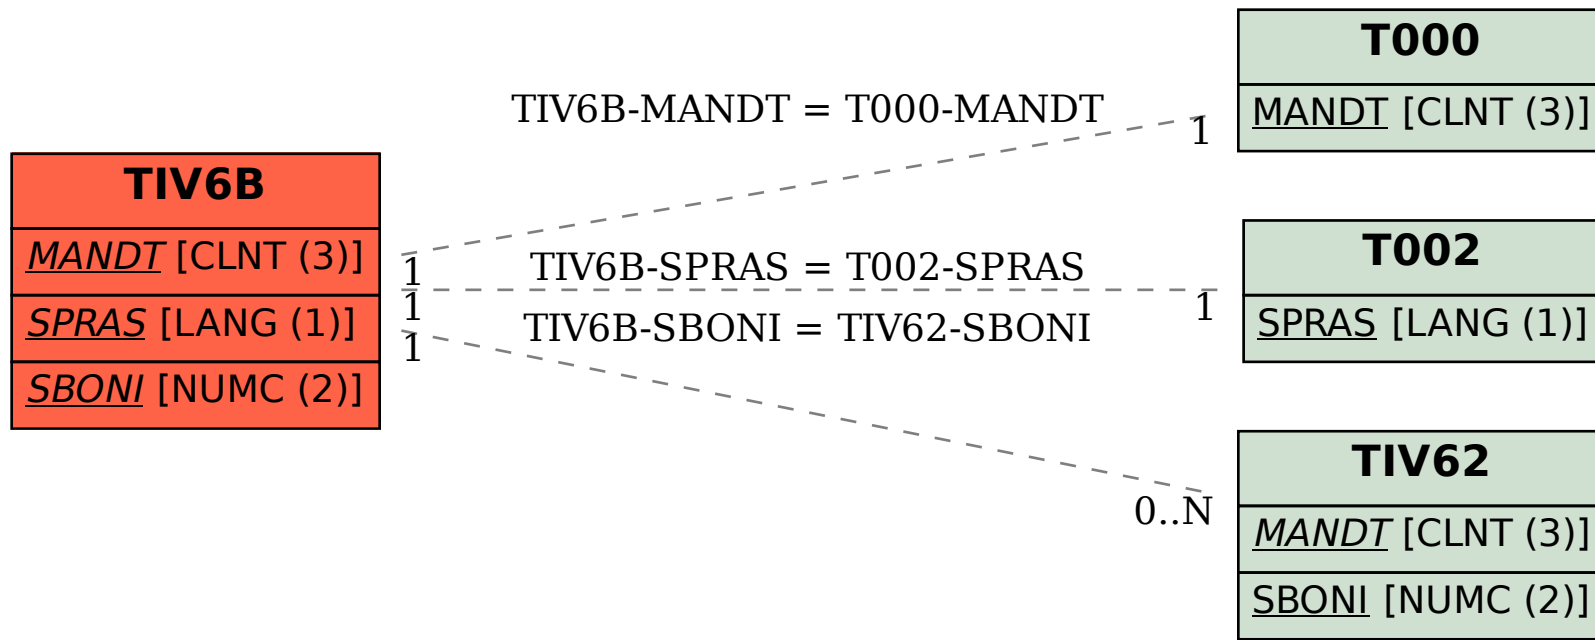 TIV6B
MANDT [CLNT (3)]
SPRAS [LANG (1)]
SBONI [NUMC (2)]
TIV6B-MANDT = T000-MANDT
1
1
TIV6B-SPRAS = T002-SPRAS
1
1
TIV6B-SBONI = TIV62-SBONI
1
0..N
T000
MANDT [CLNT (3)]
T002
SPRAS [LANG (1)]
TIV62
MANDT [CLNT (3)]
SBONI [NUMC (2)]